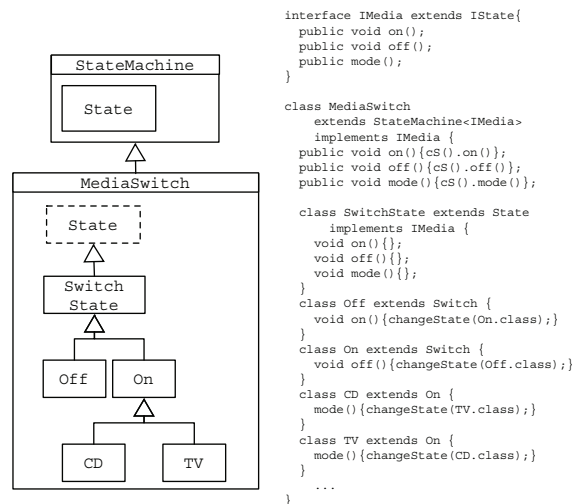 StateMachine
State
MediaSwitch
State
Switch
State
Off
On
CD
TV
interface IMedia extends IState{
public void on();
public void off();
public mode();
}
class MediaSwitch
extends StateMachine<IMedia>
implements IMedia {
public void on(){cS().on()};
public void off(){cS().off()};
public void mode(){cS().mode()};
class SwitchState extends State
implements IMedia {
void on(){};
void off(){};
void mode(){};
}
class Off extends Switch {
void on(){changeState(On.class);}
}
class On extends Switch {
void off(){changeState(Off.class);}
}
class CD extends On {
mode(){changeState(TV.class);}
}
class TV extends On {
mode(){changeState(CD.class);}
}
...
}